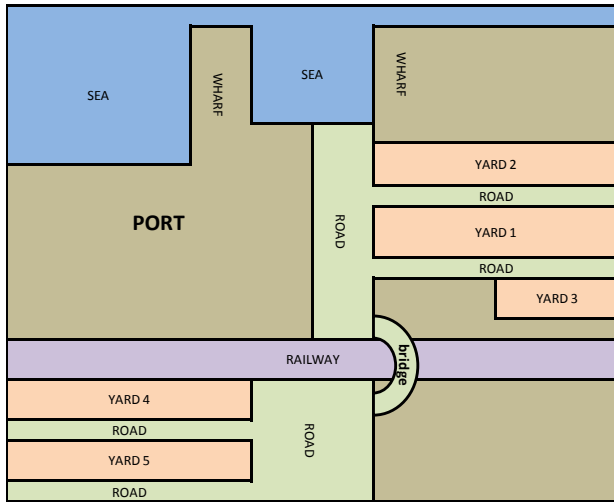 SEA
WHARF
SEA
WHARF
YARD 2
ROAD
PORT
ROAD
YARD 1
ROAD
YARD 3
RAILWAY
bridge
YARD 4
ROAD
ROAD
YARD 5
ROAD